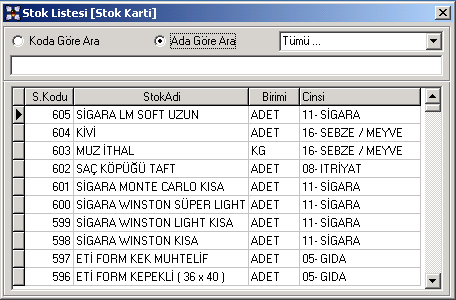 Stok Listesi [Stok Karti]
Koda Göre Ara Ada Göre Ara Tümü ...
S.Kodu StokAdi Birimi Cinsi
605 SİGARA LM SOFT UZUN ADET 11- SİGARA
604 KİVİ ADET 16- SEBZE / MEYVE
603 MUZ İTHAL KG 16- SEBZE / MEYVE
602 SAÇ KÖPÜĞÜ TAFT ADET 08- ITRİYAT
601 SİGARA MONTE CARLO KISA ADET 11- SİGARA
600 SİGARA WINSTON SÜPER LIGHT ADET 11- SİGARA
599 SİGARA WINSTON LIGHT KISA ADET 11- SİGARA
598 SİGARA WINSTON KISA ADET 11- SİGARA
597 ETİ FORM KEK MUHTELİF ADET 05- GIDA
596 ETİ FORM KEPEKLİ ( 36 x 40 ) ADET 05- GIDA